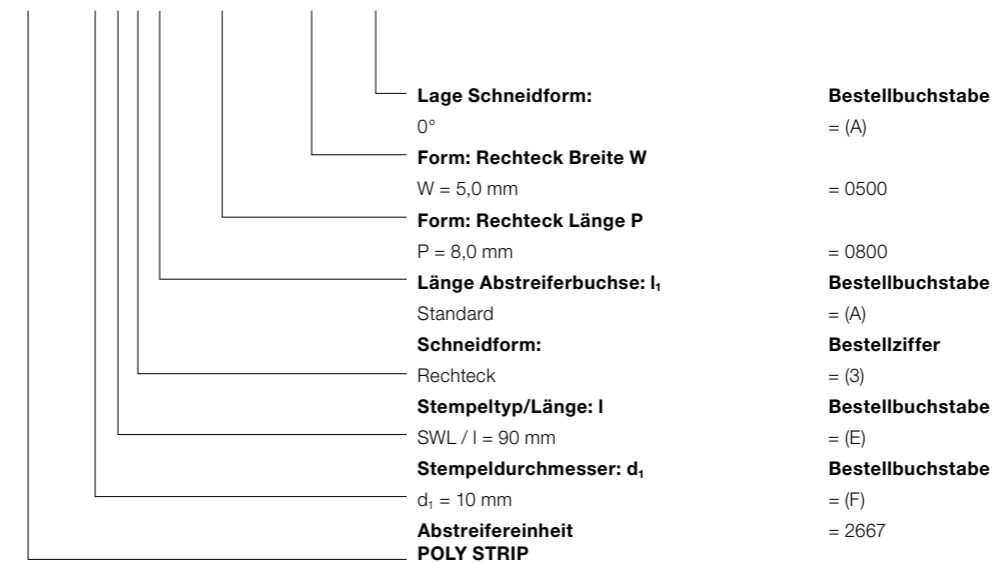 Lage Schneidform: Bestellbuchstabe
0° = (A)
Form: Rechteck Breite W
W = 5,0 mm = 0500
Form: Rechteck Länge P
P = 8,0 mm = 0800
Länge Abstreiferbuchse: l₁ Bestellbuchstabe
Standard = (A)
Schneidform: Bestellziffer
Rechteck = (3)
Stempeltyp/Länge: l Bestellbuchstabe
SWL / l = 90 mm = (E)
Stempeldurchmesser: d₁ Bestellbuchstabe
d₁ = 10 mm = (F)
Abstreifereinheit = 2667
POLY STRIP